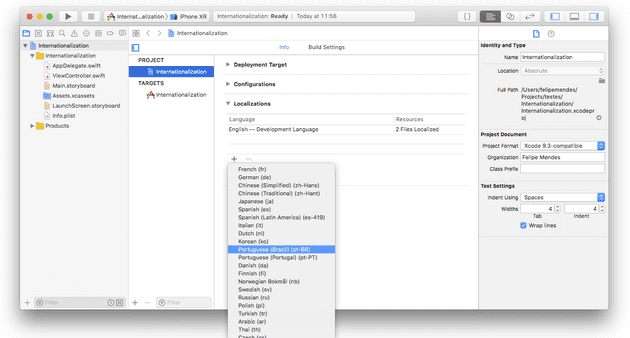 Internat...alization
iPhone XR
Internationalization: Ready
Today at 11:56
Internationalization
Internationalization
Internationalization
AppDelegate.swift
ViewController.swift
Main.storyboard
Assets.xcassets
LaunchScreen.storyboard
Info.plist
Products
Filter
Info
Build Settings
PROJECT
Internationalization
TARGETS
Internationalization
Filter
Deployment Target
Configurations
Localizations
Language
Resources
English — Development Language
2 Files Localized
French (fr)
German (de)
Chinese (Simplified) (zh-Hans)
Chinese (Traditional) (zh-Hant)
Japanese (ja)
Spanish (es)
Spanish (Latin America) (es-419)
Italian (it)
Dutch (nl)
Korean (ko)
Portuguese (Brazil) (pt-BR)
Portuguese (Portugal) (pt-PT)
Danish (da)
Finnish (fi)
Norwegian Bokmål (nb)
Swedish (sv)
Russian (ru)
Polish (pl)
Turkish (tr)
Arabic (ar)
Thai (th)
Czech (cs)
Identity and Type
Name
Internationalization
Location
Absolute
Full Path
/Users/felipemendes/
Projects/testes/
Internationalization/
Internationalization.xcodeproj
Project Document
Project Format
Xcode 9.3-compatible
Organization
Felipe Mendes
Class Prefix
Text Settings
Indent Using
Spaces
Widths
4
4
Tab
Indent
Wrap lines